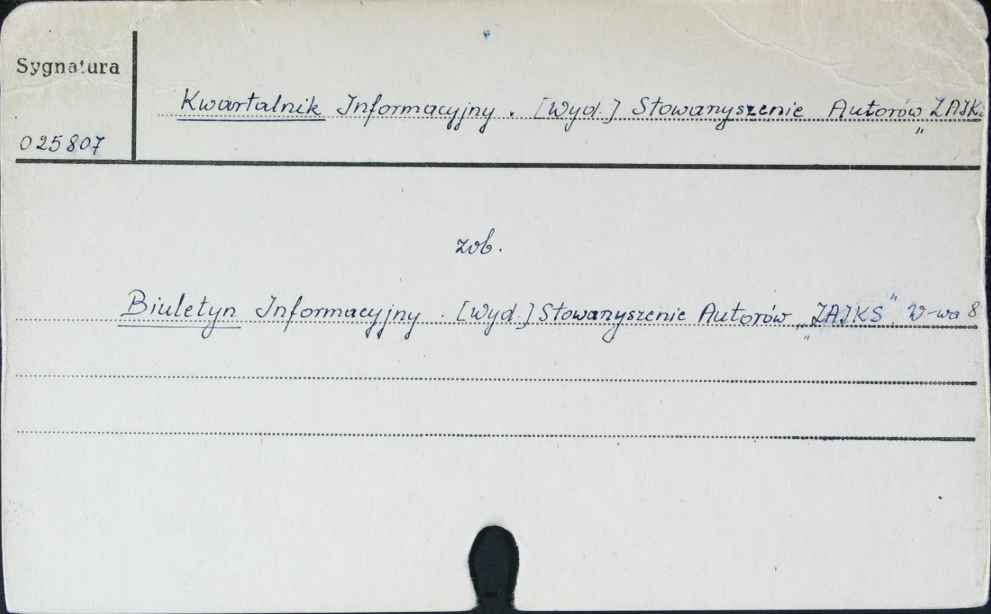 Sygnatura
Kwartalnik Informacyjny. [Wyd.] Stowarzyszenie Autorów „ZAIKS
025807
zob.
Biuletyn Informacyjny. [Wyd.] Stowarzyszenie Autorów „ZAIKS" W-wa 8